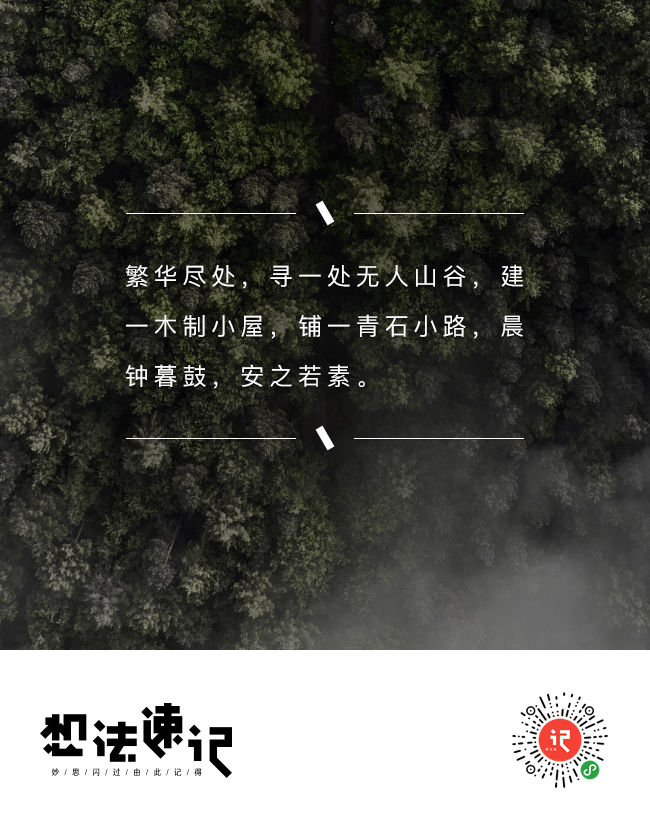 繁华尽处，寻一处无人山谷，建
一木制小屋，铺一青石小路，晨
钟暮鼓，安之若素。
想法速记
妙/思/闪/过/由/此/记/得
记